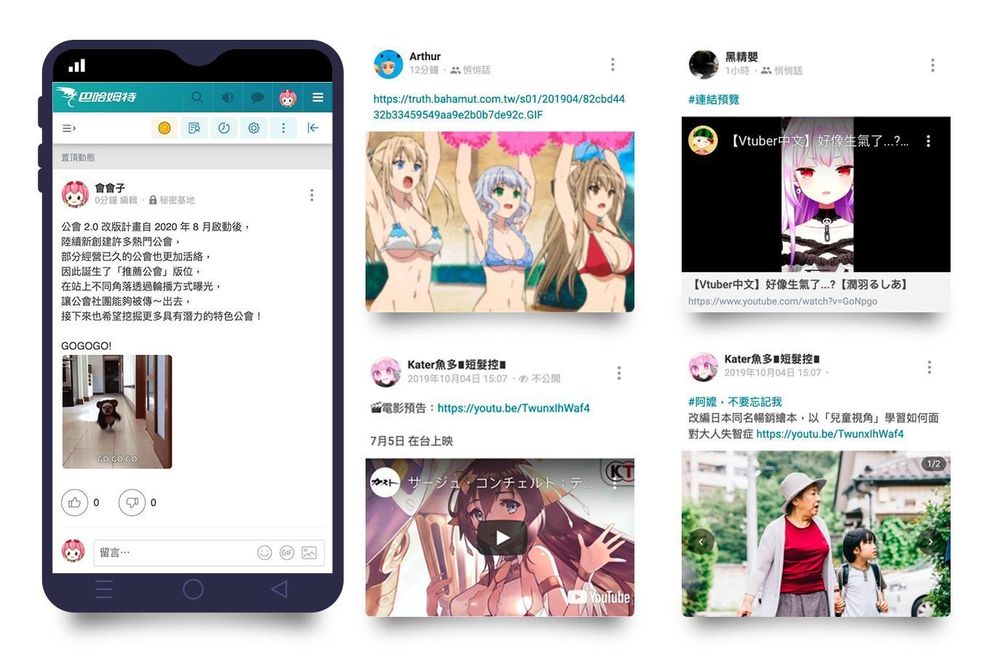 巴哈姆特
置頂動態
會會子
0分鐘 編輯・秘密基地
公會 2.0 改版計畫自 2020 年 8 月啟動後，
陸續新創建許多熱門公會，
部分經營已久的公會也更加活絡，
因此誕生了「推薦公會」版位，
在站上不同角落透過輪播方式曝光，
讓公會社團能夠被傳～出去，
接下來也希望挖掘更多具有潛力的特色公會！
GOGOGO!
GO GO GO
0
0
留言…
GIF
Arthur
12分鐘・悄悄話
https://truth.bahamut.com.tw/s01/201904/82cbd44
32b33459549aa9e2b0b7de92c.GIF
黑精嬰
1小時・悄悄話
#連結預覽
【Vtuber中文】好像生氣了...?...
【Vtuber中文】好像生氣了...?【潤羽るしあ】
https://www.youtube.com/watch?v=GoNpgo
Kater魚多∎短髮控∎
2019年10月04日 15:07・不公開
電影預告：https://youtu.be/TwunxIhWaf4
7月5日 在台上映
ガスト
サージュ・コンチェルト：テ...
KT
YouTube
Kater魚多∎短髮控∎
2019年10月04日 15:07・
#阿嬤，不要忘記我
改編日本同名暢銷繪本，以「兒童視角」學習如何面
對大人失智症 https://youtu.be/TwunxIhWaf4
1/2